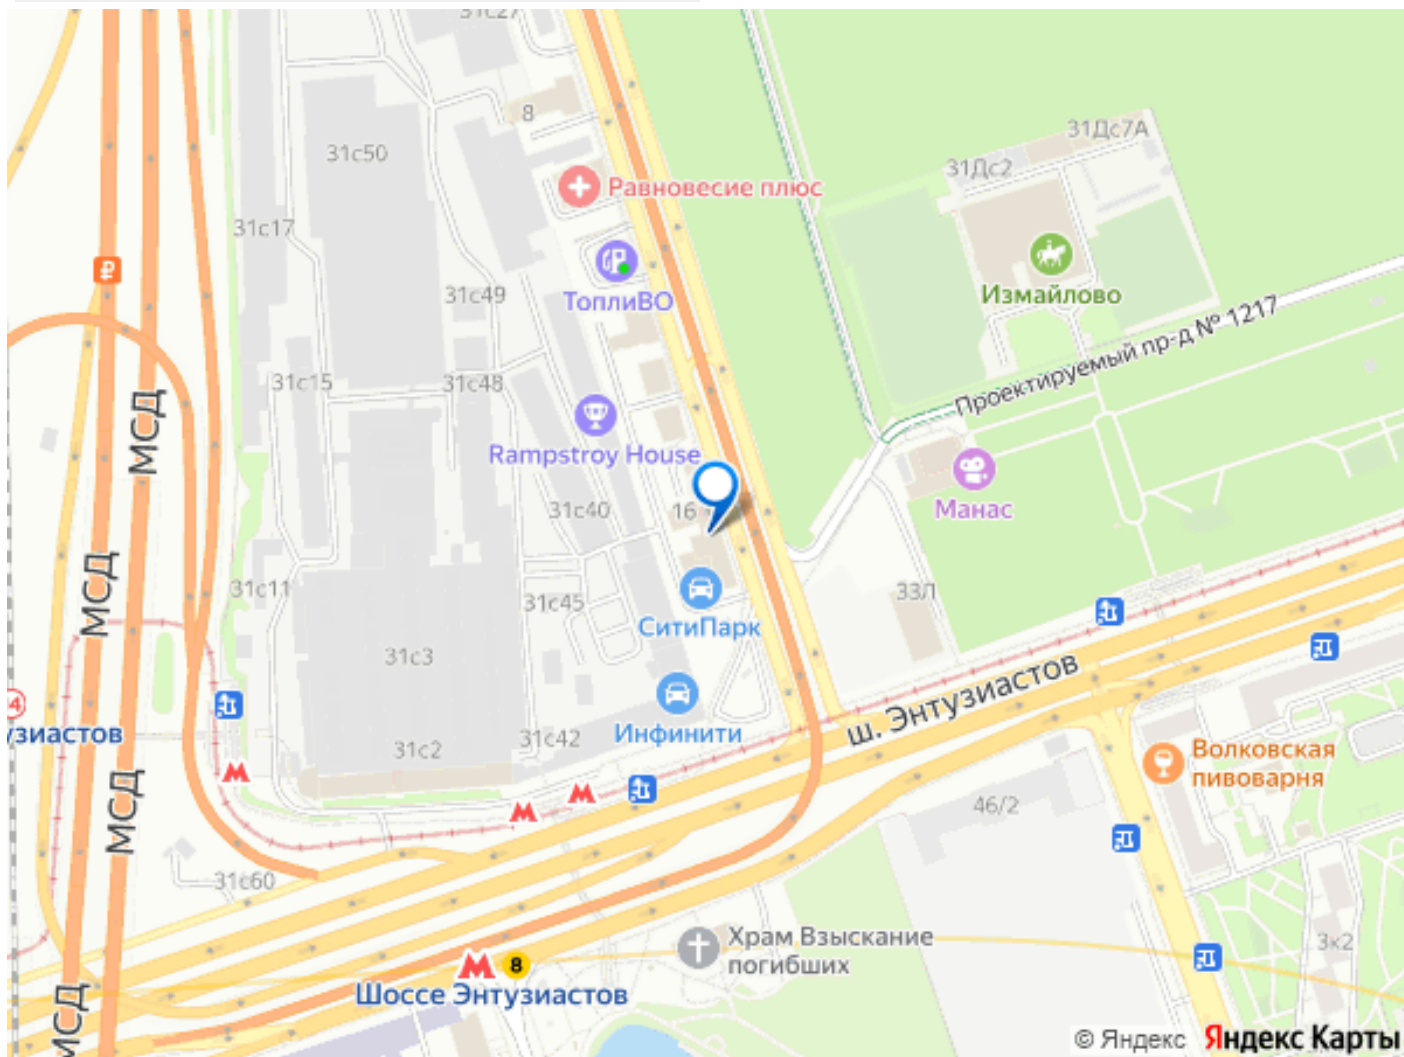 31с27
8
31Дс7А
31с50
31Дс2
Равновесие плюс
31с17
₽
Измайлово
31с49
ТоплиВО
Проектируемый пр-д № 1217
31с15
31с48
МСД
Rampstroy House
Манас
31с40
16
МСД
31с11
31с45
33Л
СитиПарк
31с3
ш. Энтузиастов
4
узиастов
31с42
Инфинити
31с2
Волковская
пивоварня
МСД
46/2
31с60
Храм Взыскание
погибших
3к2
8
Шоссе Энтузиастов
МСД
© Яндекс Яндекс Карты